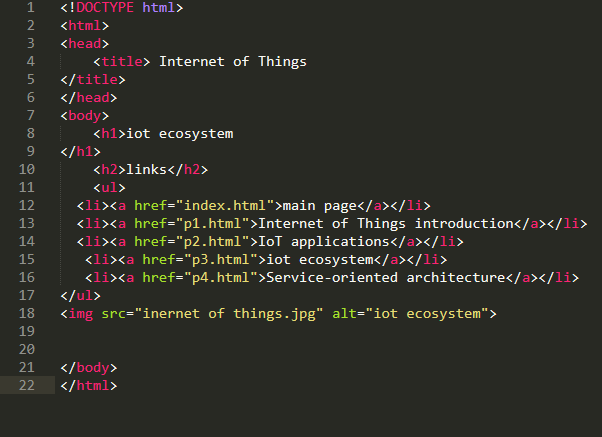 1 <!DOCTYPE html>
2 <html>
3 <head>
4 <title> Internet of Things
5 </title>
6 </head>
7 <body>
8 <h1>iot ecosystem
9 </h1>
10 <h2>links</h2>
11 <ul>
12 <li><a href="index.html">main page</a></li>
13 <li><a href="p1.html">Internet of Things introduction</a></li>
14 <li><a href="p2.html">IoT applications</a></li>
15 <li><a href="p3.html">iot ecosystem</a></li>
16 <li><a href="p4.html">Service-oriented architecture</a></li>
17 </ul>
18 <img src="inernet of things.jpg" alt="iot ecosystem">
19
20
21 </body>
22 </html>